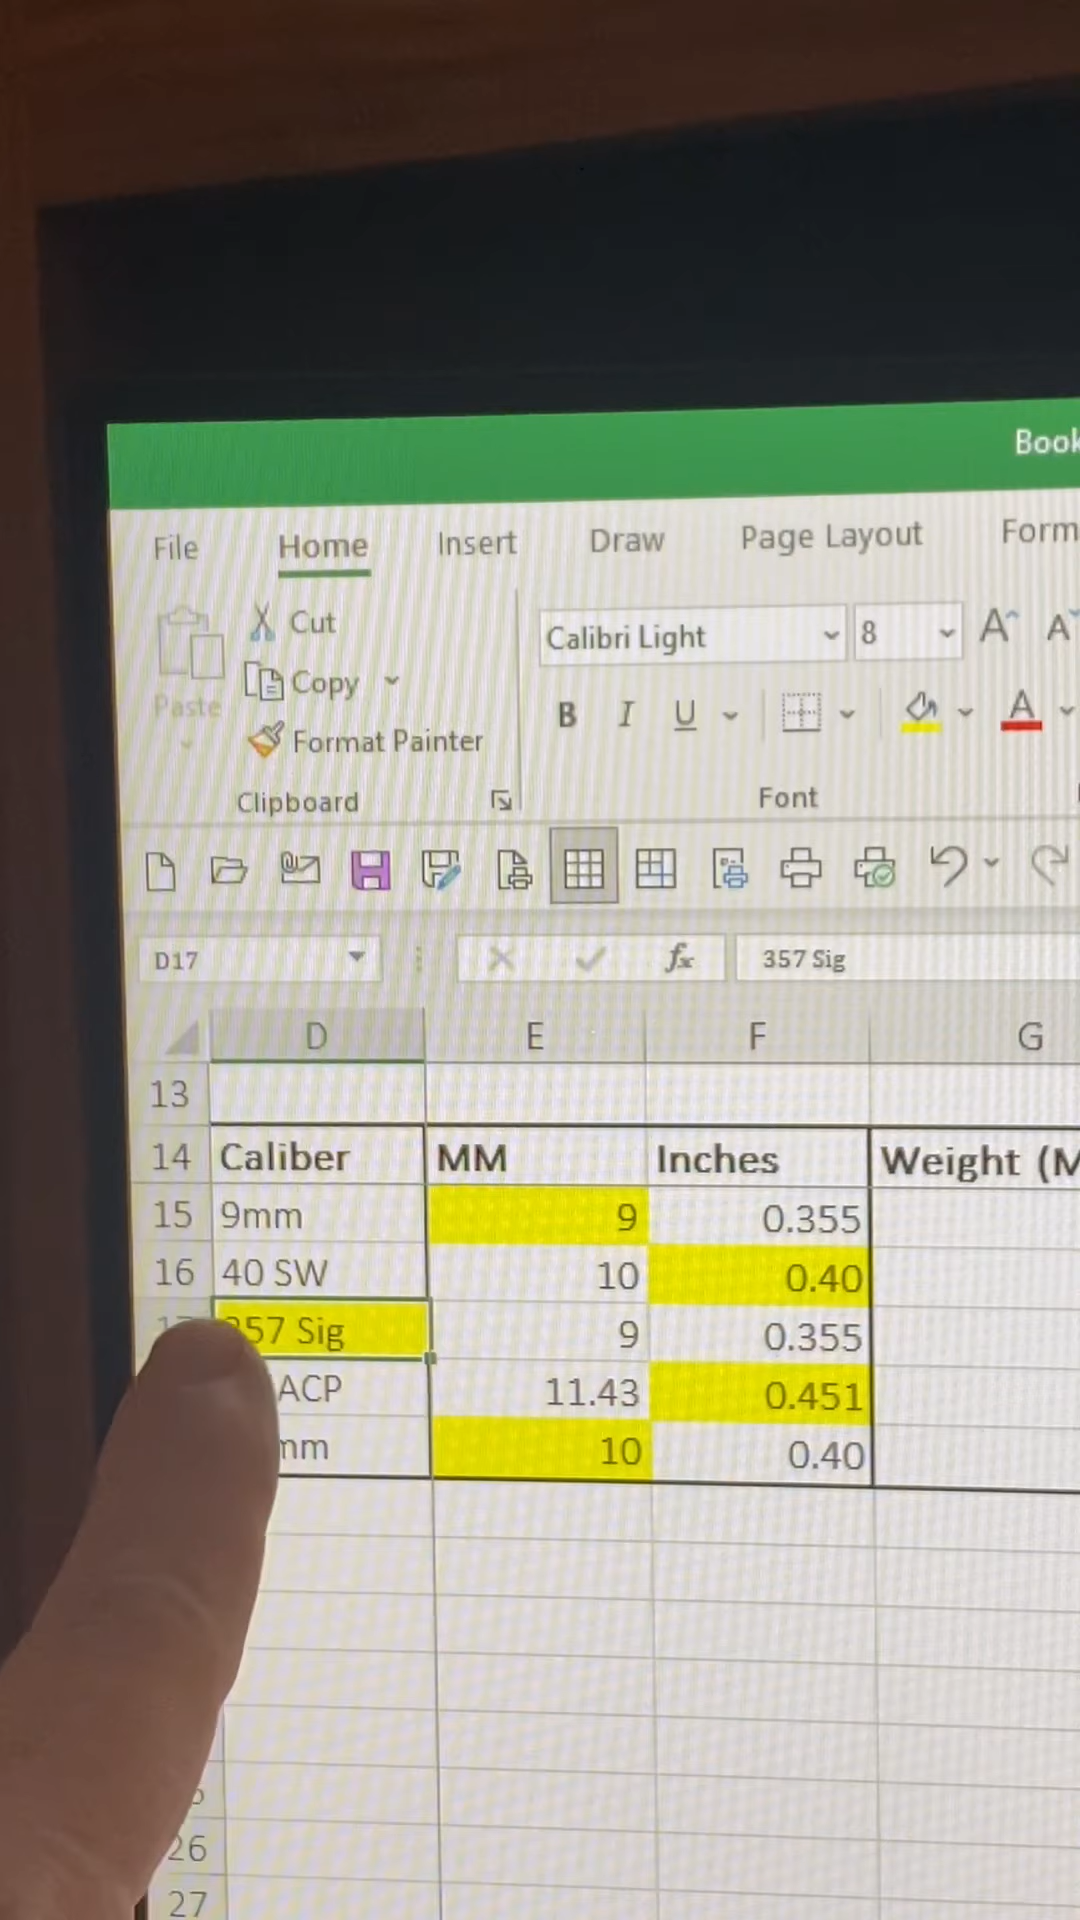 Book
File Home Insert Draw Page Layout Form
Cut
Calibri Light 8 A A
Copy
Paste
B I U A
Format Painter
Clipboard Font
D17 fx 357 Sig
D E F G
13
14 Caliber MM Inches Weight (M
15 9mm 9 0.355
16 40 SW 10 0.40
57 Sig 9 0.355
ACP 11.43 0.451
mm 10 0.40
26
27